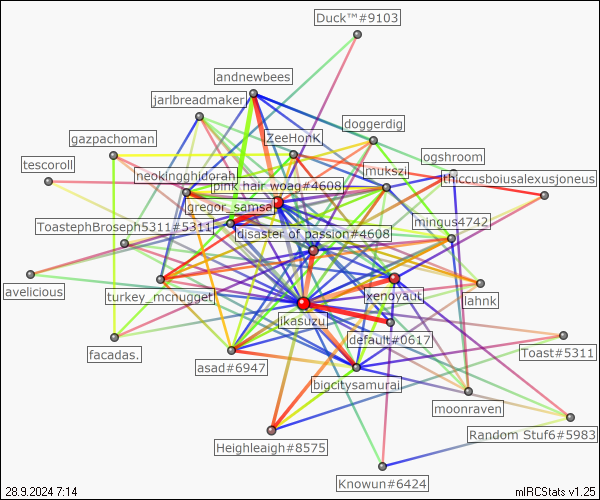 Duck™#9103
andnewbees
jarlbreadmaker
doggerdig
ZeeHonK
gazpachoman
ogshroom
tescoroll
neokingghidorah
mukszi
thiccusboiusalexusjoneus
pink hair woag#4608
gregor_samsa
mingus4742
ToastephBroseph5311#5311
disaster of passion#4608
avelicious
turkey_mcnugget
xenoyaut
lahnk
jkasuzu
default#0617
facadas.
asad#6947
Toast#5311
bigcitysamurai
moonraven
Random Stuf6#5983
Heighleigh#8575
Knowun#6424
28.9.2024 7:14
mIRCStats v1.25